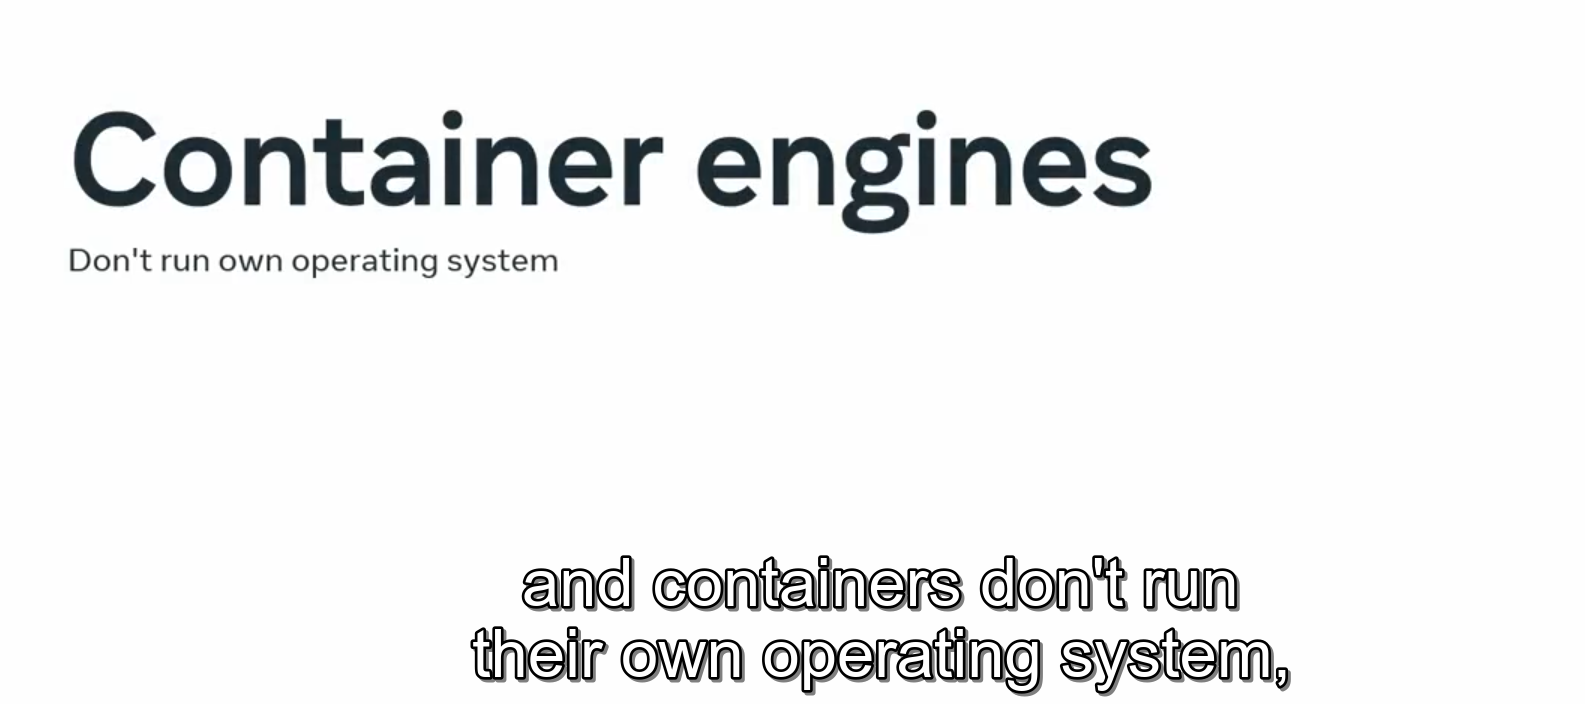 Container engines
Don't run own operating system
and containers don't run
their own operating system,